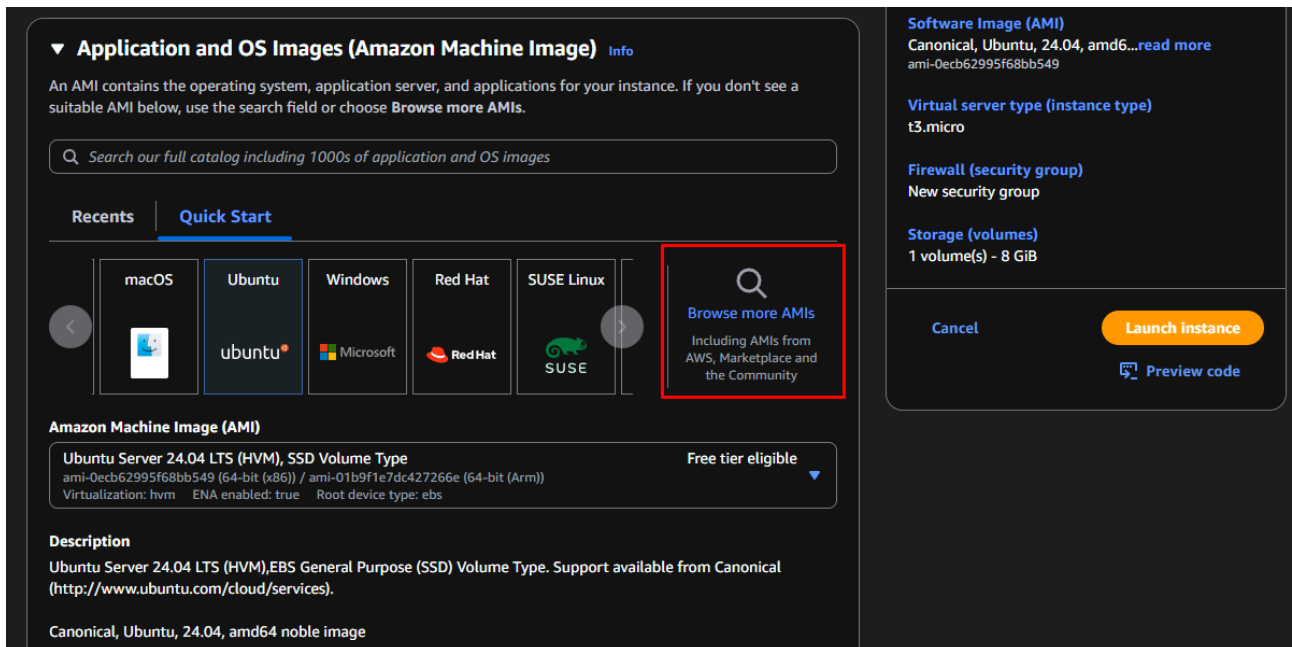 Application and OS Images (Amazon Machine Image) Info
An AMI contains the operating system, application server, and applications for your instance. If you don't see a
suitable AMI below, use the search field or choose Browse more AMIs.
Search our full catalog including 1000s of application and OS images
Recents
Quick Start
macOS
Ubuntu
ubuntu
Windows
Microsoft
Red Hat
Red Hat
SUSE Linux
SUSE
Browse more AMIs
Including AMIs from
AWS, Marketplace and
the Community
Amazon Machine Image (AMI)
Ubuntu Server 24.04 LTS (HVM), SSD Volume Type
Free tier eligible
ami-0ecb62995f68bb549 (64-bit (x86)) / ami-01b9f1e7dc427266e (64-bit (Arm))
Virtualization: hvm ENA enabled: true Root device type: ebs
Description
Ubuntu Server 24.04 LTS (HVM),EBS General Purpose (SSD) Volume Type. Support available from Canonical
(http://www.ubuntu.com/cloud/services).
Canonical, Ubuntu, 24.04, amd64 noble image
Software Image (AMI)
Canonical, Ubuntu, 24.04, amd6...read more
ami-0ecb62995f68bb549
Virtual server type (instance type)
t3.micro
Firewall (security group)
New security group
Storage (volumes)
1 volume(s) - 8 GiB
Cancel
Launch instance
Preview code